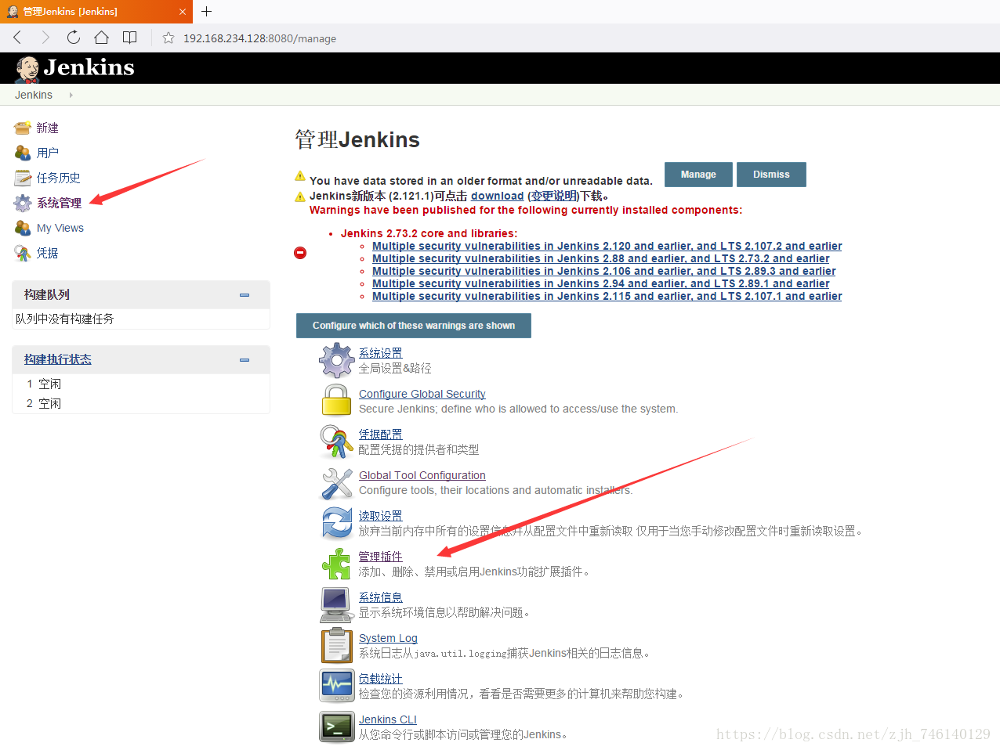 管理Jenkins [Jenkins]
192.168.234.128:8080/manage
Jenkins
Jenkins
新建
用户
任务历史
系统管理
My Views
凭据
构建队列
队列中没有构建任务
构建执行状态
1 空闲
2 空闲
管理Jenkins
You have data stored in an older format and/or unreadable data.
Manage
Dismiss
Jenkins新版本 (2.121.1)可点击 download (变更说明)下载。
Warnings have been published for the following currently installed components:
Jenkins 2.73.2 core and libraries:
Multiple security vulnerabilities in Jenkins 2.120 and earlier, and LTS 2.107.2 and earlier
Multiple security vulnerabilities in Jenkins 2.88 and earlier, and LTS 2.73.2 and earlier
Multiple security vulnerabilities in Jenkins 2.106 and earlier, and LTS 2.89.3 and earlier
Multiple security vulnerabilities in Jenkins 2.94 and earlier, and LTS 2.89.1 and earlier
Multiple security vulnerabilities in Jenkins 2.115 and earlier, and LTS 2.107.1 and earlier
Configure which of these warnings are shown
系统设置
全局设置&路径
Configure Global Security
Secure Jenkins; define who is allowed to access/use the system.
凭据配置
配置凭据的提供者和类型
Global Tool Configuration
Configure tools, their locations and automatic installers.
读取设置
放弃当前内存中所有的设置信息并从配置文件中重新读取 仅用于当您手动修改配置文件时重新读取设置。
管理插件
添加、删除、禁用或启用Jenkins功能扩展插件。
系统信息
显示系统环境信息以帮助解决问题。
System Log
系统日志从java.util.logging捕获Jenkins相关的日志信息。
负载统计
检查您的资源利用情况，看看是否需要更多的计算机来帮助您构建。
Jenkins CLI
从您命令行或脚本访问或管理您的Jenkins。
https://blog.csdn.net/zjh_746140129